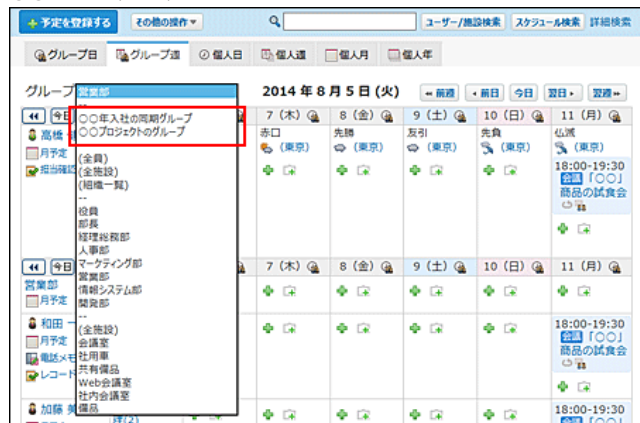 予定を登録する その他の操作 ユーザー/施設検索 スケジュール検索 詳細検索
グループ日 グループ週 個人日 個人週 個人月 個人年
グループ 営業部 2014 年 8 月 5 日 (火) 前週 前日 今日 翌日 翌週
--
○○年入社の同期グループ
○○プロジェクトのグループ
(全員)
(全施設)
(組織一覧)
--
役員
部長
経理総務部
人事部
マーケティング部
営業部
情報システム部
開発部
--
(全施設)
会議室
社用車
共有備品
Web会議室
社内会議室
備品
今日 7 (木) 8 (金) 9 (土) 10 (日) 11 (月)
高橋 赤口 先勝 友引 先負 仏滅
月予定 (東京) (東京) (東京) (東京) (東京)
担当確認
18:00-19:30
会議「○○」
商品の試食会
今日 7 (木) 8 (金) 9 (土) 10 (日) 11 (月)
営業部
月予定
和田 一
月予定
電話メモ
レコード
18:00-19:30
会議「○○」
商品の試食会
加藤 美
18:00-19:30
会議「○○」